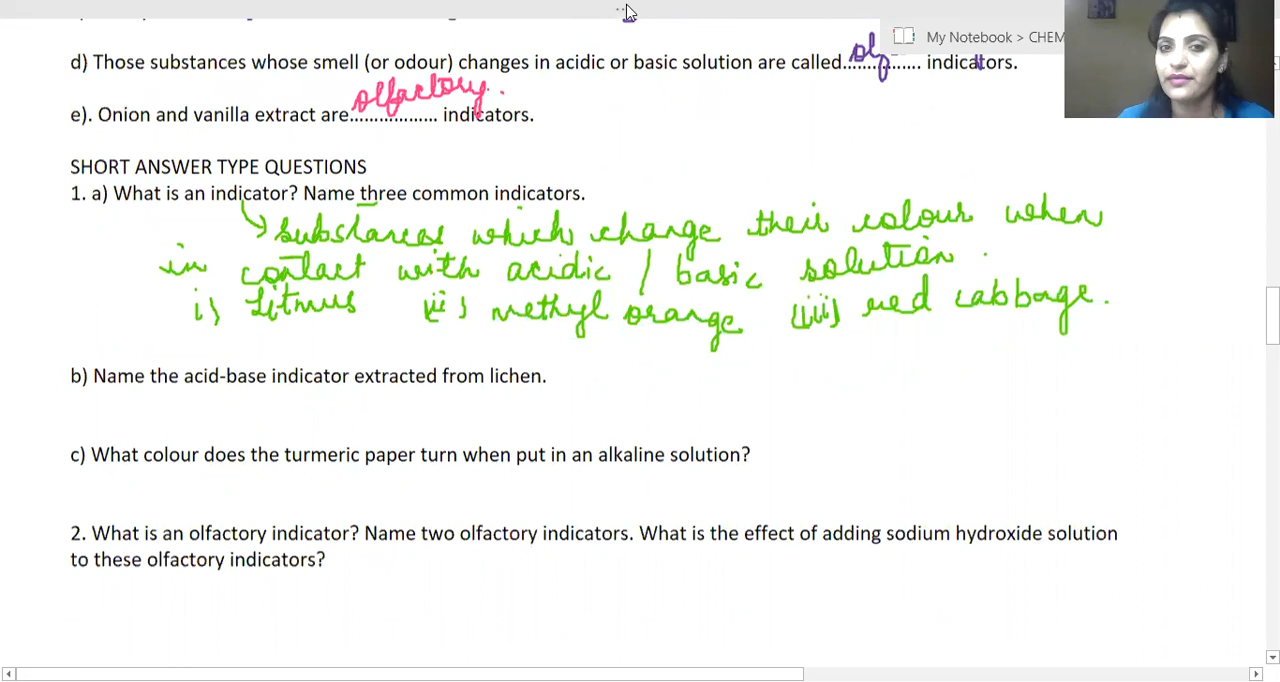 My Notebook > CHEM
d) Those substances whose smell (or odour) changes in acidic or basic solution are called............... indicators.
olfactory.
e). Onion and vanilla extract are................. indicators.
SHORT ANSWER TYPE QUESTIONS
1. a) What is an indicator? Name three common indicators.
substances which change their colour when
in contact with acidic / basic solution.
i) Litmus (ii) methyl orange (iii) red cabbage.
b) Name the acid-base indicator extracted from lichen.
c) What colour does the turmeric paper turn when put in an alkaline solution?
2. What is an olfactory indicator? Name two olfactory indicators. What is the effect of adding sodium hydroxide solution
to these olfactory indicators?